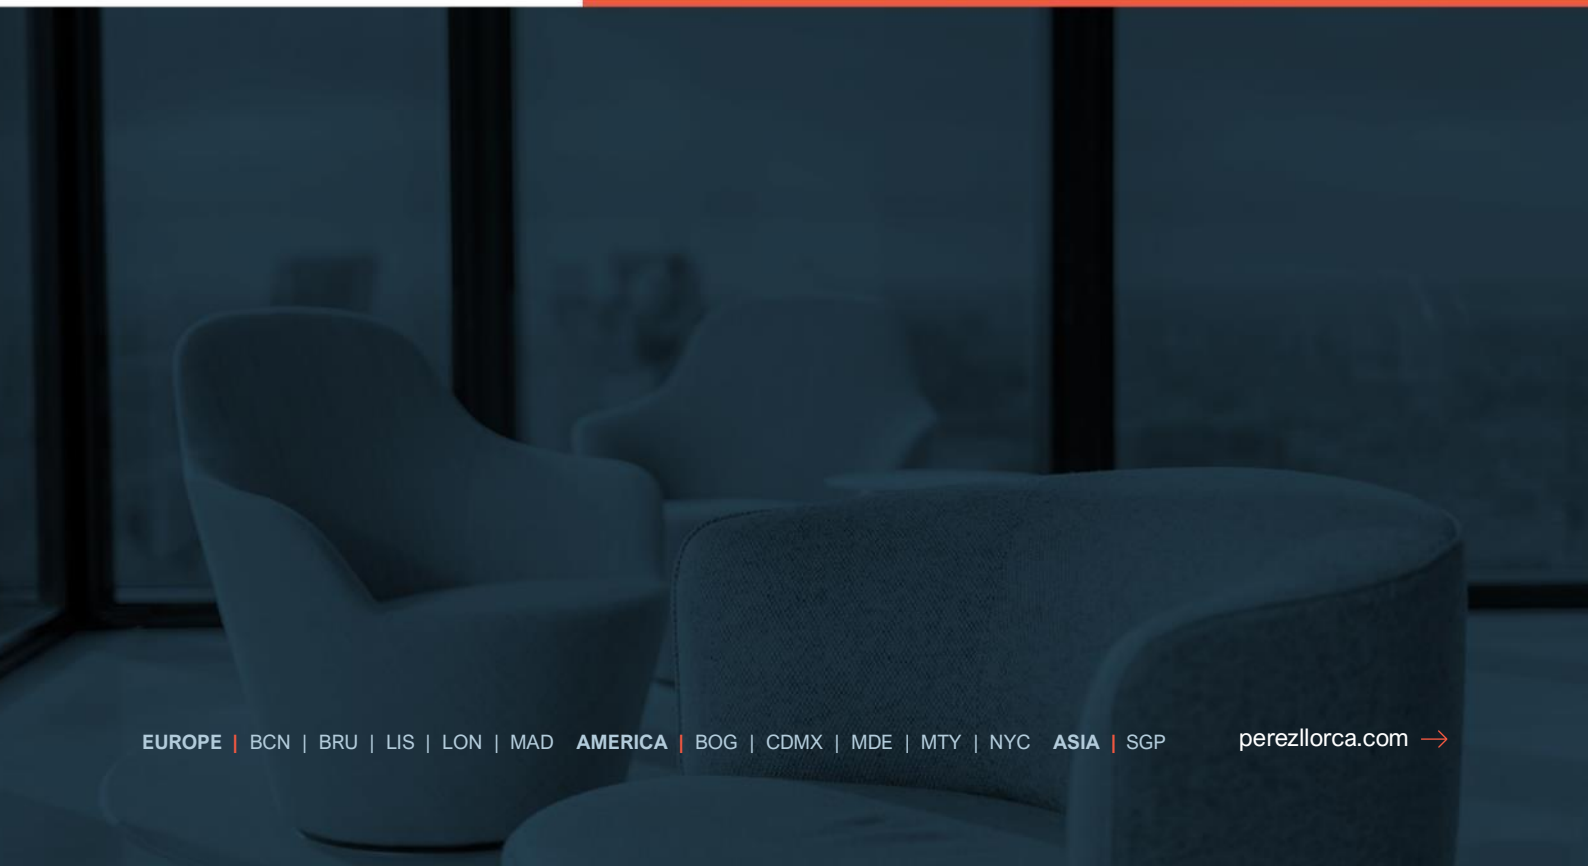 EUROPE | BCN | BRU | LIS | LON | MAD AMERICA | BOG | CDMX | MDE | MTY | NYC ASIA | SGP perezllorca.com →